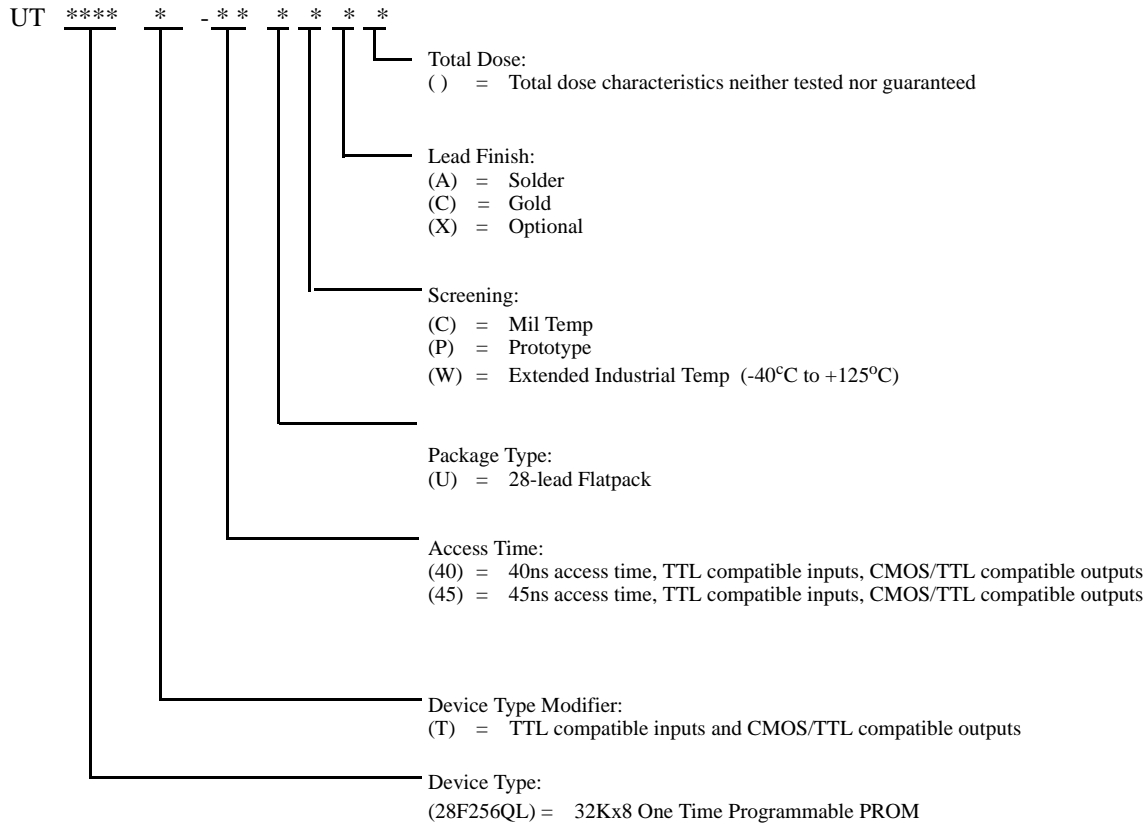 UT **** * - * * * * * *
Total Dose:
( ) = Total dose characteristics neither tested nor guaranteed
Lead Finish:
(A) = Solder
(C) = Gold
(X) = Optional
Screening:
(C) = Mil Temp
(P) = Prototype
(W) = Extended Industrial Temp (-40cC to +125oC)
Package Type:
(U) = 28-lead Flatpack
Access Time:
(40) = 40ns access time, TTL compatible inputs, CMOS/TTL compatible outputs
(45) = 45ns access time, TTL compatible inputs, CMOS/TTL compatible outputs
Device Type Modifier:
(T) = TTL compatible inputs and CMOS/TTL compatible outputs
Device Type:
(28F256QL) = 32Kx8 One Time Programmable PROM